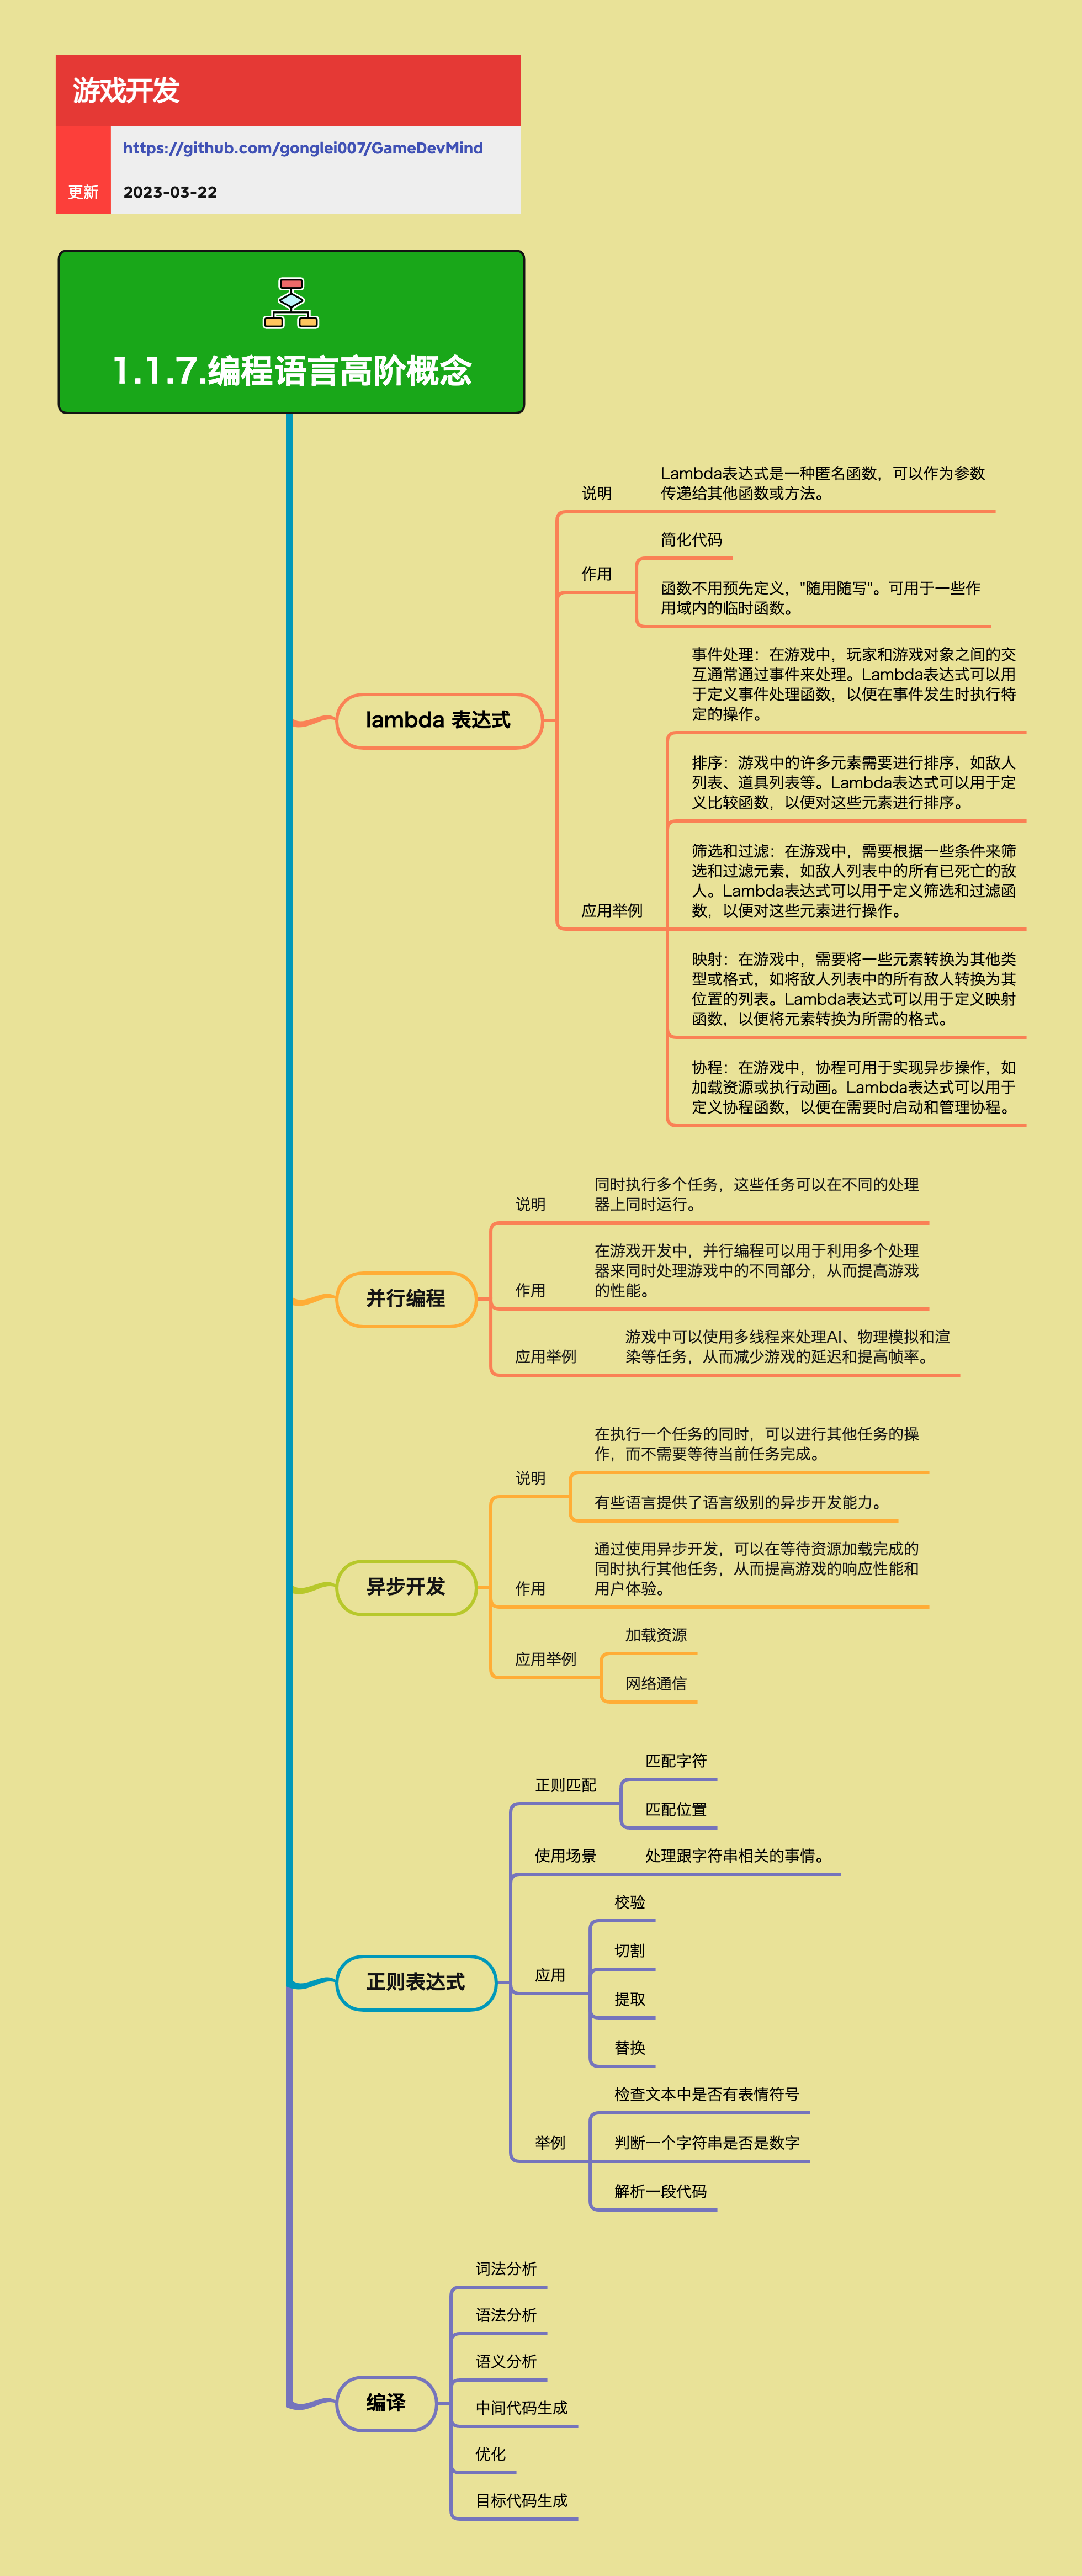 游戏开发
https://github.com/gonglei007/GameDevMind
更新
2023-03-22
1.1.7.编程语言高阶概念
lambda 表达式
说明
Lambda表达式是一种匿名函数，可以作为参数
传递给其他函数或方法。
作用
简化代码
函数不用预先定义，"随用随写"。可用于一些作
用域内的临时函数。
应用举例
事件处理：在游戏中，玩家和游戏对象之间的交
互通常通过事件来处理。Lambda表达式可以用
于定义事件处理函数，以便在事件发生时执行特
定的操作。
排序：游戏中的许多元素需要进行排序，如敌人
列表、道具列表等。Lambda表达式可以用于定
义比较函数，以便对这些元素进行排序。
筛选和过滤：在游戏中，需要根据一些条件来筛
选和过滤元素，如敌人列表中的所有已死亡的敌
人。Lambda表达式可以用于定义筛选和过滤函
数，以便对这些元素进行操作。
映射：在游戏中，需要将一些元素转换为其他类
型或格式，如将敌人列表中的所有敌人转换为其
位置的列表。Lambda表达式可以用于定义映射
函数，以便将元素转换为所需的格式。
协程：在游戏中，协程可用于实现异步操作，如
加载资源或执行动画。Lambda表达式可以用于
定义协程函数，以便在需要时启动和管理协程。
并行编程
说明
同时执行多个任务，这些任务可以在不同的处理
器上同时运行。
作用
在游戏开发中，并行编程可以用于利用多个处理
器来同时处理游戏中的不同部分，从而提高游戏
的性能。
应用举例
游戏中可以使用多线程来处理AI、物理模拟和渲
染等任务，从而减少游戏的延迟和提高帧率。
异步开发
说明
在执行一个任务的同时，可以进行其他任务的操
作，而不需要等待当前任务完成。
有些语言提供了语言级别的异步开发能力。
作用
通过使用异步开发，可以在等待资源加载完成的
同时执行其他任务，从而提高游戏的响应性能和
用户体验。
应用举例
加载资源
网络通信
正则表达式
正则匹配
匹配字符
匹配位置
使用场景
处理跟字符串相关的事情。
应用
校验
切割
提取
替换
举例
检查文本中是否有表情符号
判断一个字符串是否是数字
解析一段代码
编译
词法分析
语法分析
语义分析
中间代码生成
优化
目标代码生成